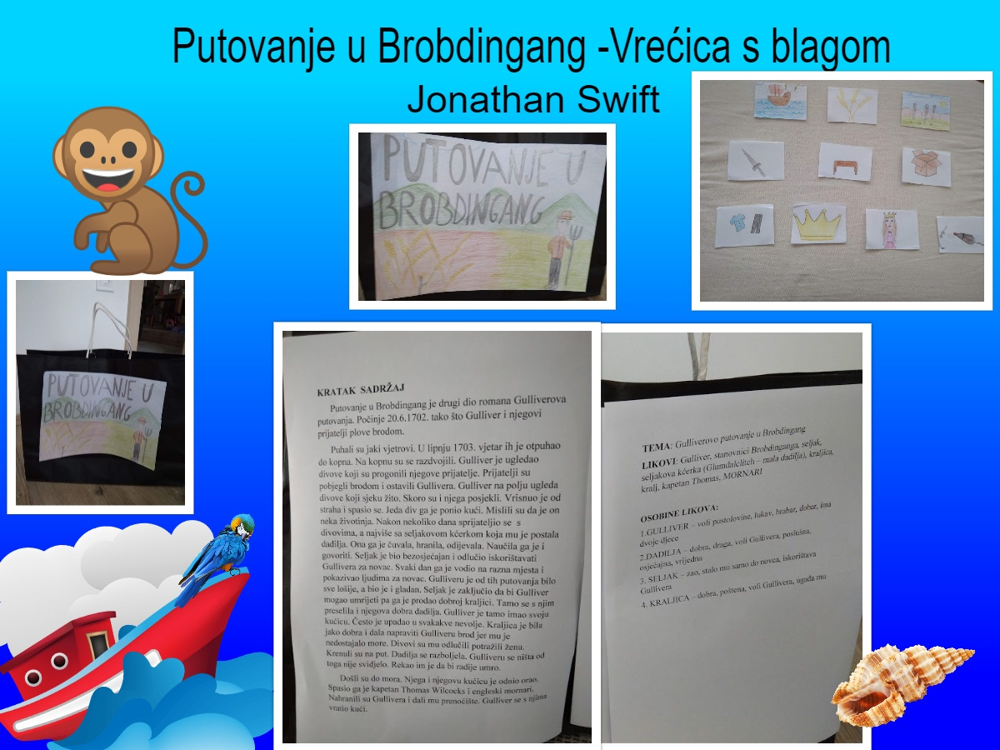 Putovanje u Brobdingang -Vrećica s blagom
Jonathan Swift
PUTOVANJE U
BROBDINGANG
PUTOVANJE U
BROBDINGANG
KRATAK SADRŽAJ
Putovanje u Brobdingang je drugi dio romana Gulliverova
putovanja. Počinje 20.6.1702. tako što Gulliver i njegovi
prijatelji plove brodom.
Puhali su jaki vjetrovi. U lipnju 1703. vjetar ih je otpuhao
do kopna. Na kopnu su se razdvojili. Gulliver je ugledao
divove koji su progonili njegove prijatelje. Prijatelji su
pobjegli brodom i ostavili Gullivera. Gulliver na polju ugleda
divove koji sjeku žito. Skoro su i njega posjekli. Vrisnuo je od
straha i spasio se. Jeda div ga je ponio kući. Mislili su da je on
neka životinja. Nakon nekoliko dana sprijateljio se s
divovima, a najviše sa seljakovom kćerkom koja mu je postala
dadilja. Ona ga je čuvala, hranila, odijevala. Naučila ga je i
govoriti. Seljak je bio bezosjećajan i odlučio iskorištavati
Gullivera za novac. Svaki dan ga je vodio na razna mjesta i
pokazivao ljudima za novac. Gulliveru je od tih putovanja bilo
sve lošije, a bio je i gladan. Seljak je zaključio da bi Gulliver
mogao umrijeti pa ga je prodao dobroj kraljici. Tamo se s njim
preselila i njegova dobra dadilja. Gulliver je tamo imao svoju
kućicu. Često je upadao u svakakve nevolje. Kraljica je bila
jako dobra i dala napraviti Gulliveru brod jer mu je
nedostajalo more. Divovi su mu odlučili potražili ženu.
Krenuli su na put. Dadilja se razboljela. Gulliveru se ništa od
toga nije svidjelo. Rekao im je da bi radije umro.
Došli su do mora. Njega i njegovu kućicu je odnio orao.
Spasio ga je kapetan Thomas Wilcocks i engleski mornari.
Nahranili su Gullivera i dali mu prenoćište. Gulliver se s njima
vratio kući.
TEMA: Gulliverovo putovanje u Brobdingang
LIKOVI: Gulliver, stanovnici Brobdinganga, seljak,
seljakova kćerka (Glumdalclitch – mala dadilja), kraljica,
kralj, kapetan Thomas, MORNARI
OSOBINE LIKOVA:
1.GULLIVER – voli pustolovine, lukav, hrabar, dobar, ima
dvoje djece
2.DADILJA – dobra, draga, voli Gullivera, poslušna,
osjećajna, vrijedna
3. SELJAK – zao, stalo mu samo do novca, iskorištava
Gullivera
4. KRALJICA – dobra, poštena, voli Gullivera, ugađa mu